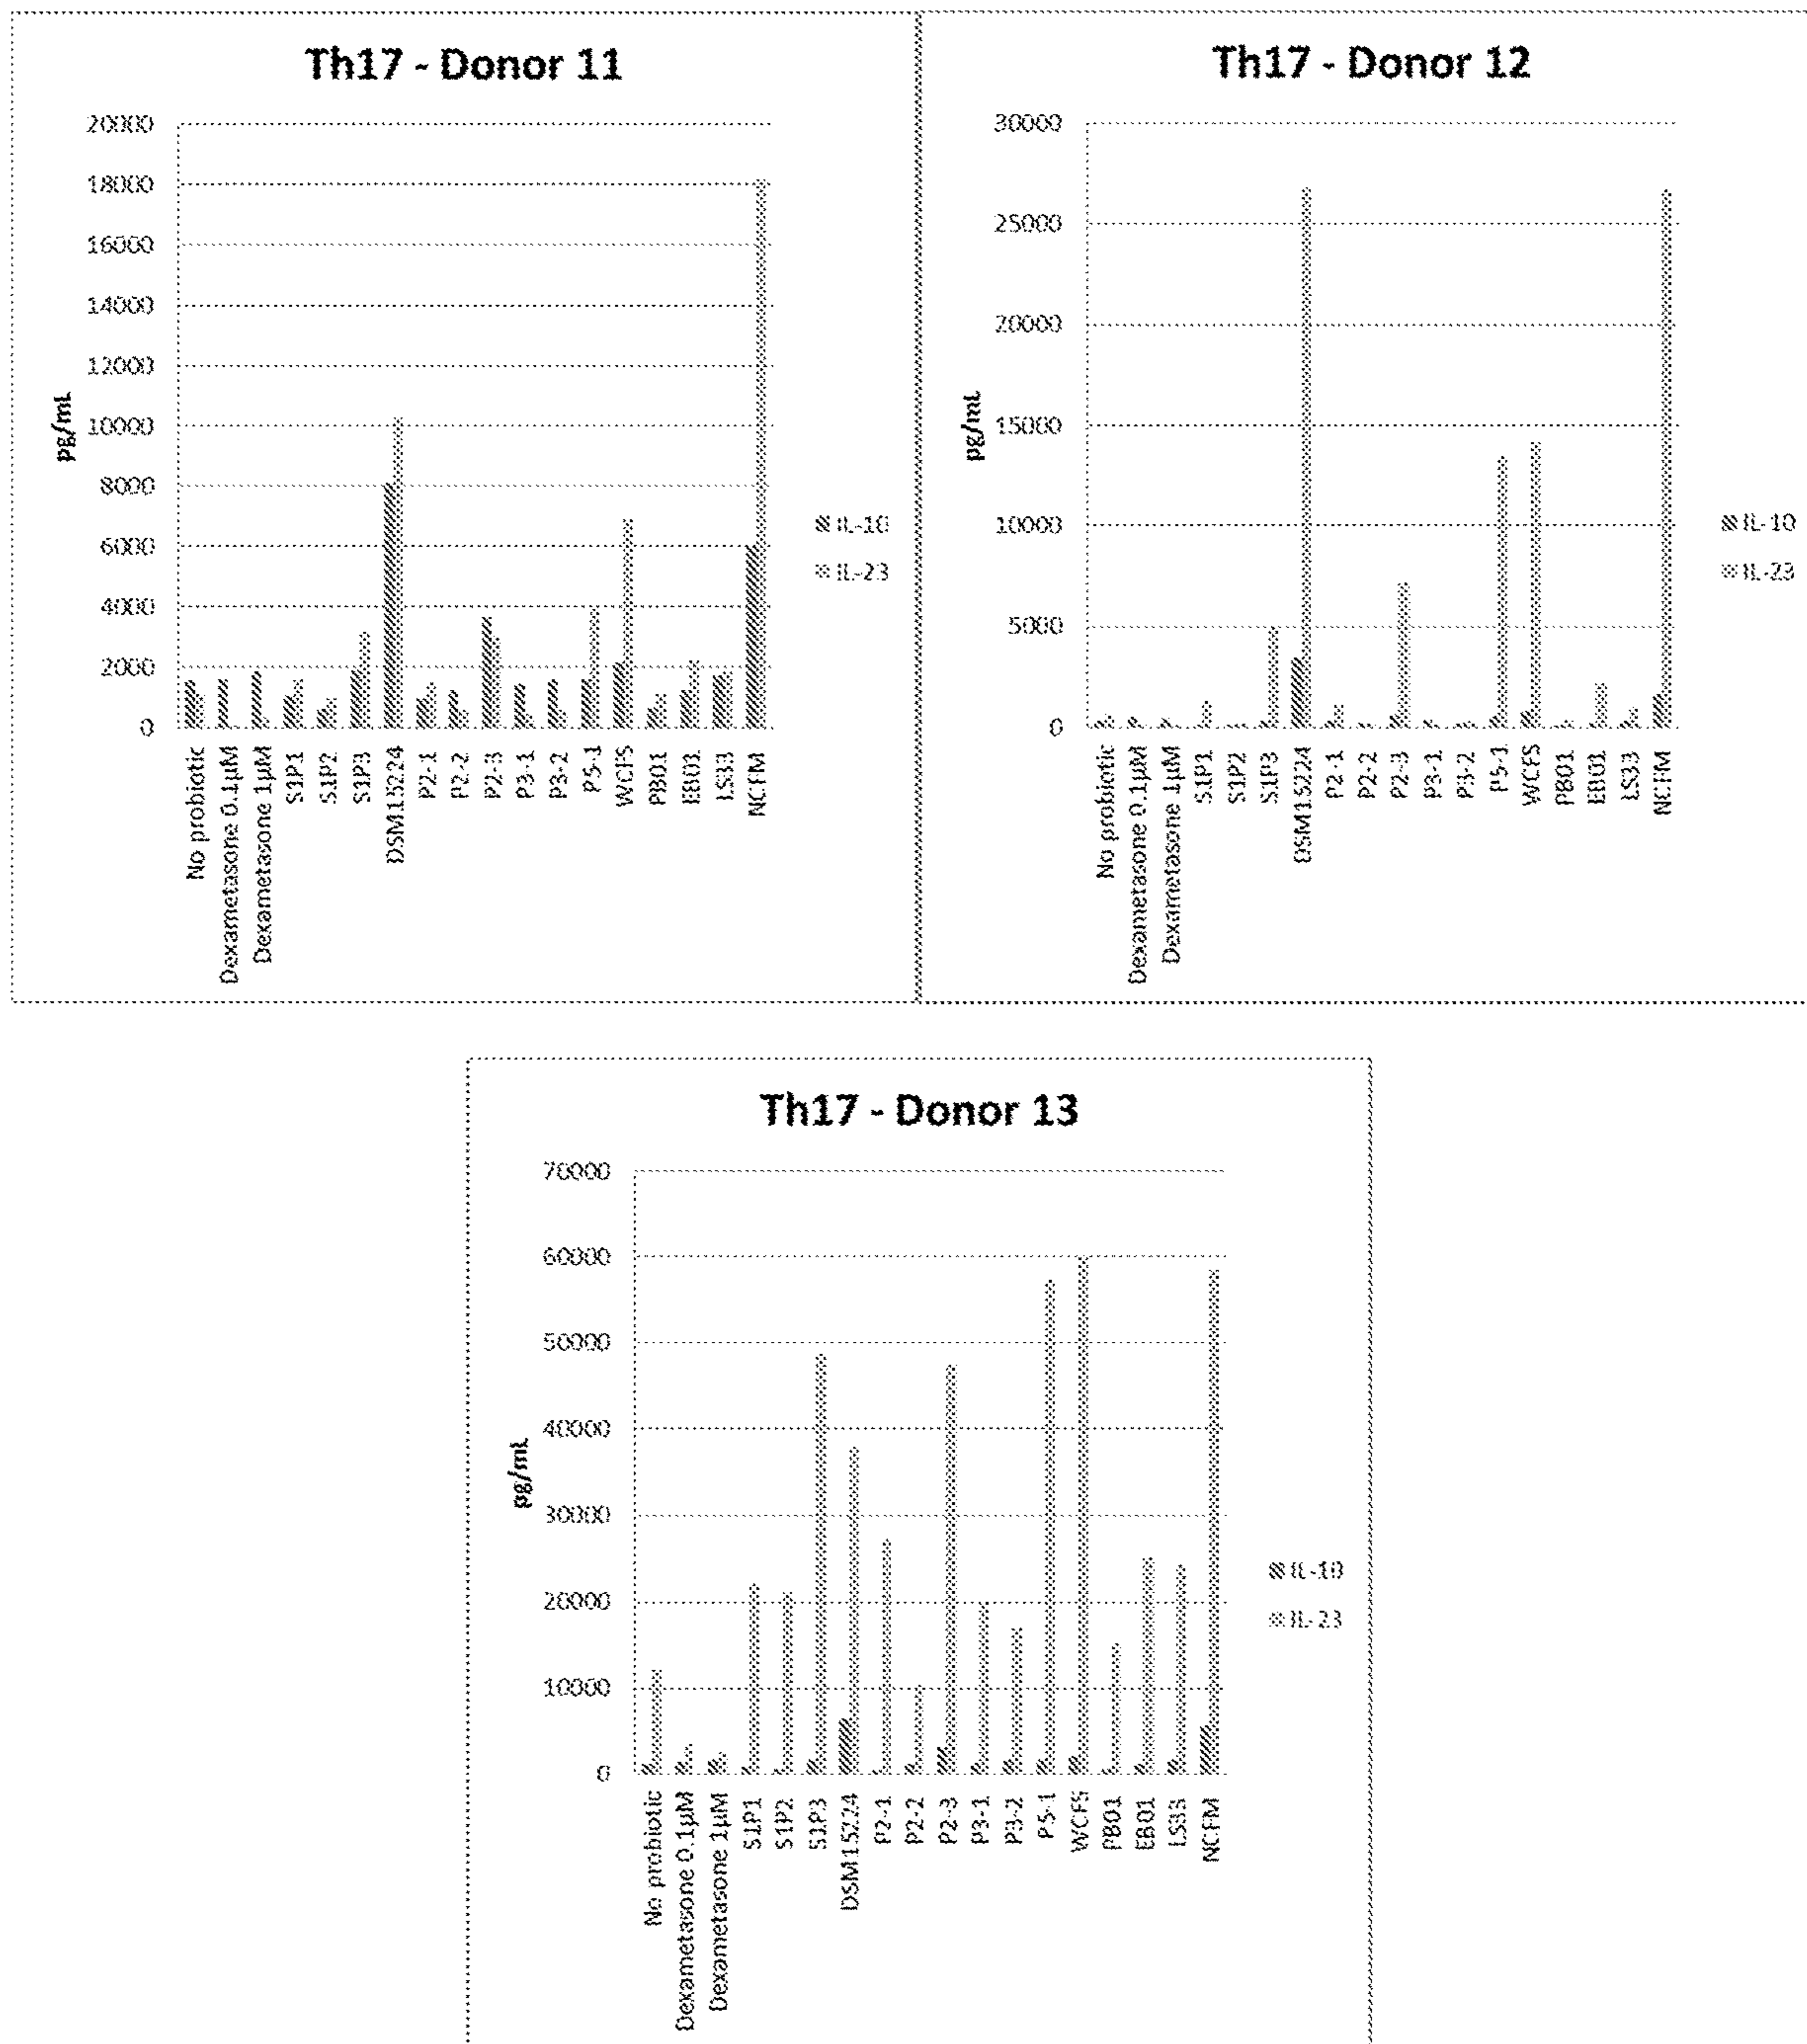 Th17 - Donor 11
20000
18000
16000
14000
12000
10000
8000
6000
4000
2000
0
pg/mL
No probiotic
Dexametasone 0.1µM
Dexametasone 1µM
S1P1
S1P2
S1P3
DSM15224
P2-1
P2-2
P2-3
P3-1
P3-2
P5-1
WCFS
PB01
EB01
LS33
NCFM
IL-10
IL-23
Th17 - Donor 12
30000
25000
20000
15000
10000
5000
0
pg/mL
No probiotic
Dexametasone 0.1µM
Dexametasone 1µM
S1P1
S1P2
S1P3
DSM15224
P2-1
P2-2
P2-3
P3-1
P3-2
P5-1
WCFS
PB01
EB01
LS33
NCFM
IL-10
IL-23
Th17 - Donor 13
70000
60000
50000
40000
30000
20000
10000
0
pg/mL
No probiotic
Dexametasone 0.1µM
Dexametasone 1µM
S1P1
S1P2
S1P3
DSM15224
P2-1
P2-2
P2-3
P3-1
P3-2
P5-1
WCFS
PB01
EB01
LS33
NCFM
IL-10
IL-23